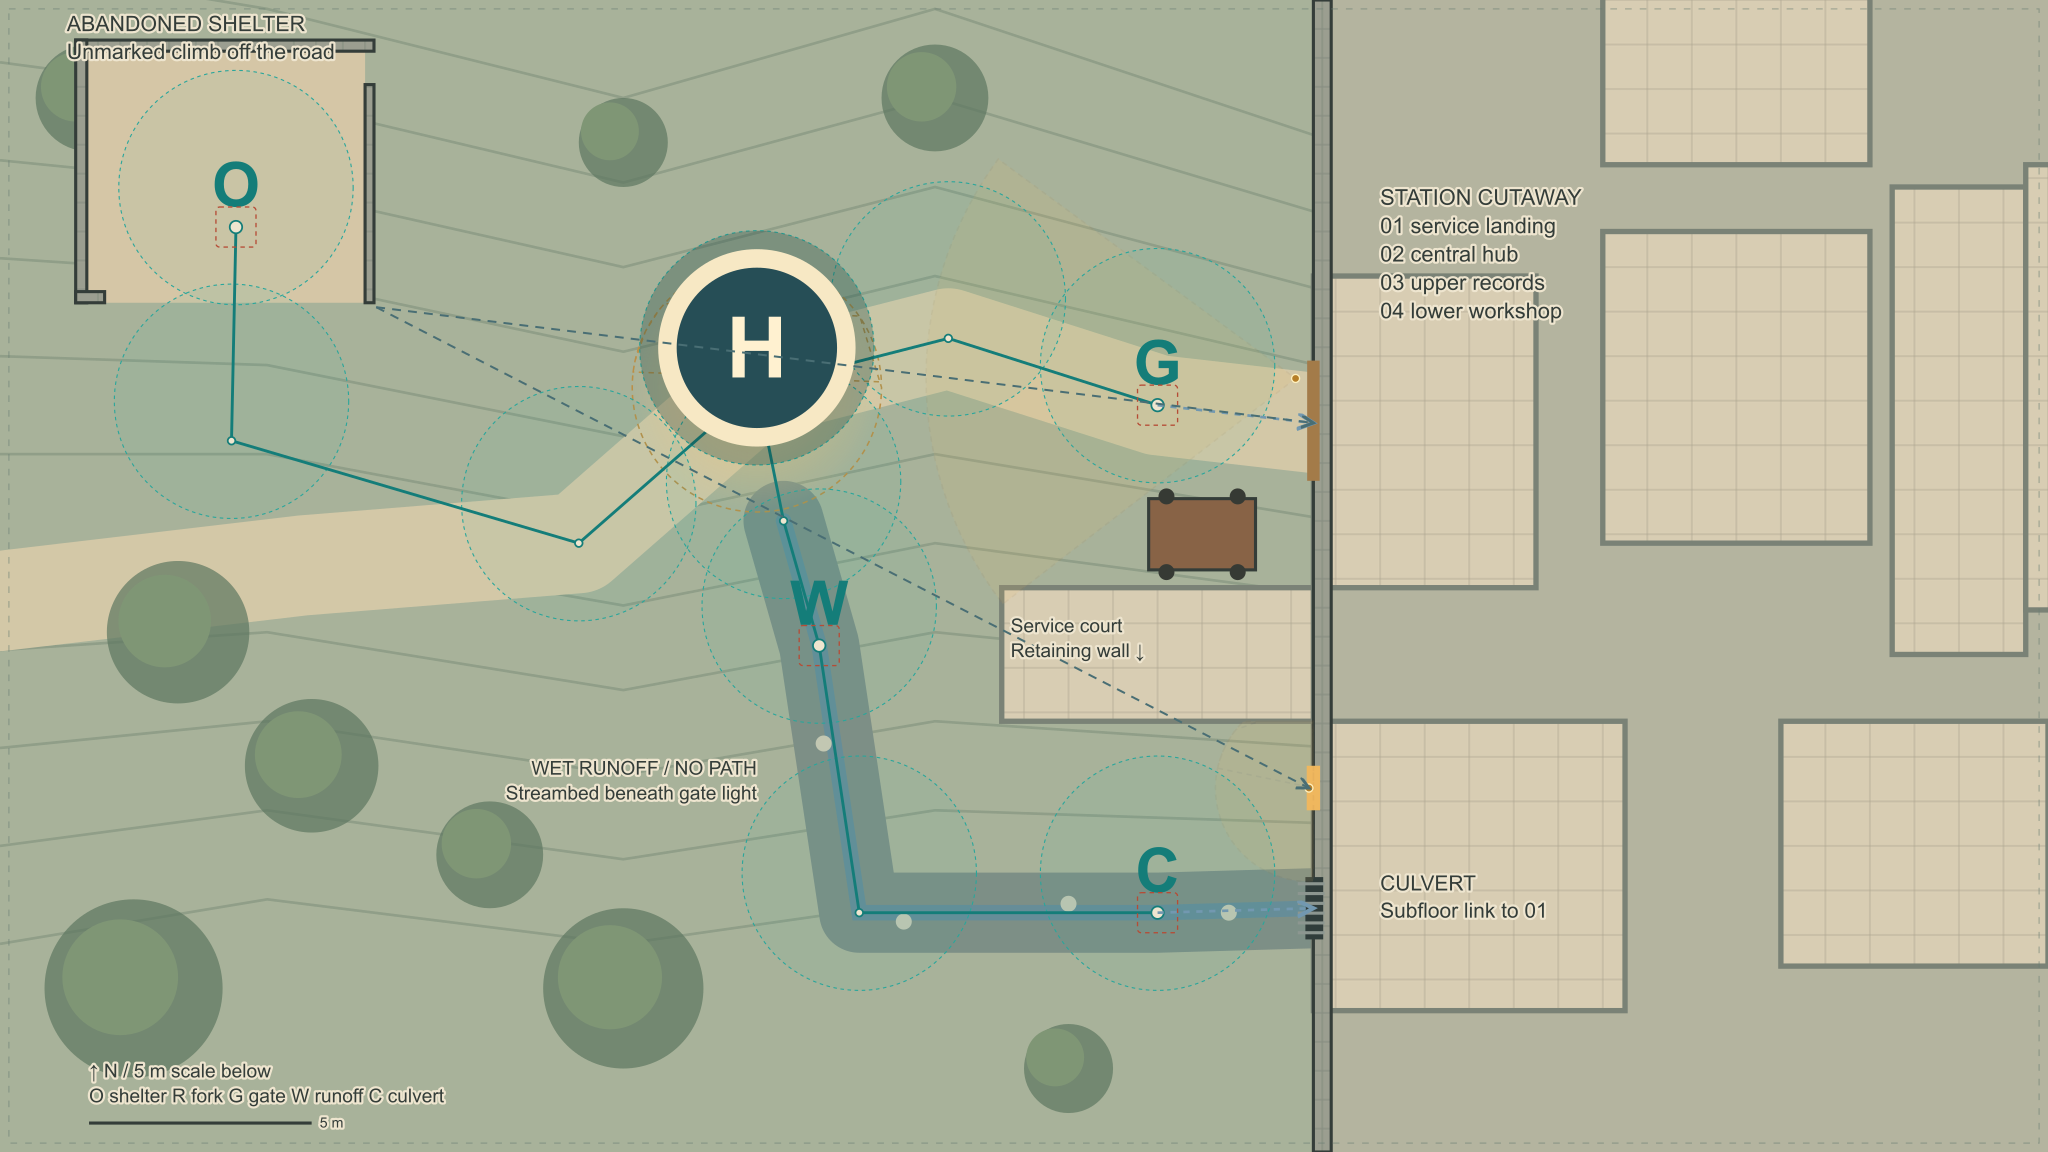 ABANDONED SHELTER
Unmarked climb off the road
O
H
G
STATION CUTAWAY
01 service landing
02 central hub
03 upper records
04 lower workshop
W
Service court
Retaining wall ↓
WET RUNOFF / NO PATH
Streambed beneath gate light
C
CULVERT
Subfloor link to 01
↑ N / 5 m scale below
O shelter R fork G gate W runoff C culvert
5 m